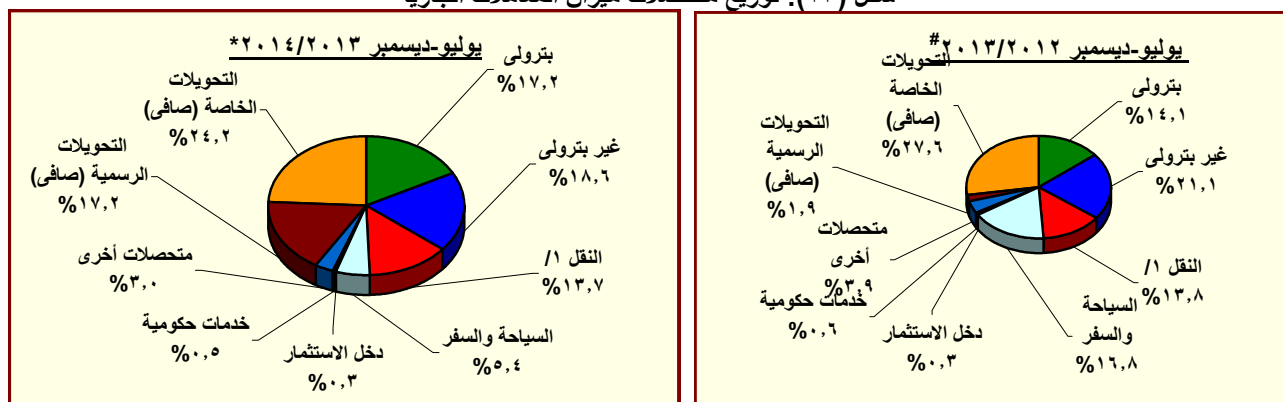 يوليو-ديسمبر ٢٠١٣/٢٠١٢#
بترولى
%١٤,١
غير بترولى
%٢١,١
النقل ١/
%١٣,٨
السياحة
والسفر
%١٦,٨
دخل الاستثمار
%٠,٣
خدمات حكومية
%٠,٦
متحصلات
أخرى
%٣,٩
التحويلات
الرسمية
(صافى)
%١,٩
التحويلات
الخاصة
(صافى)
%٢٧,٦
يوليو-ديسمبر ٢٠١٤/٢٠١٣*
بترولى
%١٧,٢
غير بترولى
%١٨,٦
النقل ١/
%١٣,٧
السياحة والسفر
%٥,٤
دخل الاستثمار
%٠,٣
خدمات حكومية
%٠,٥
متحصلات أخرى
%٣,٠
التحويلات
الرسمية (صافى)
%١٧,٢
التحويلات
الخاصة (صافى)
%٢٤,٢